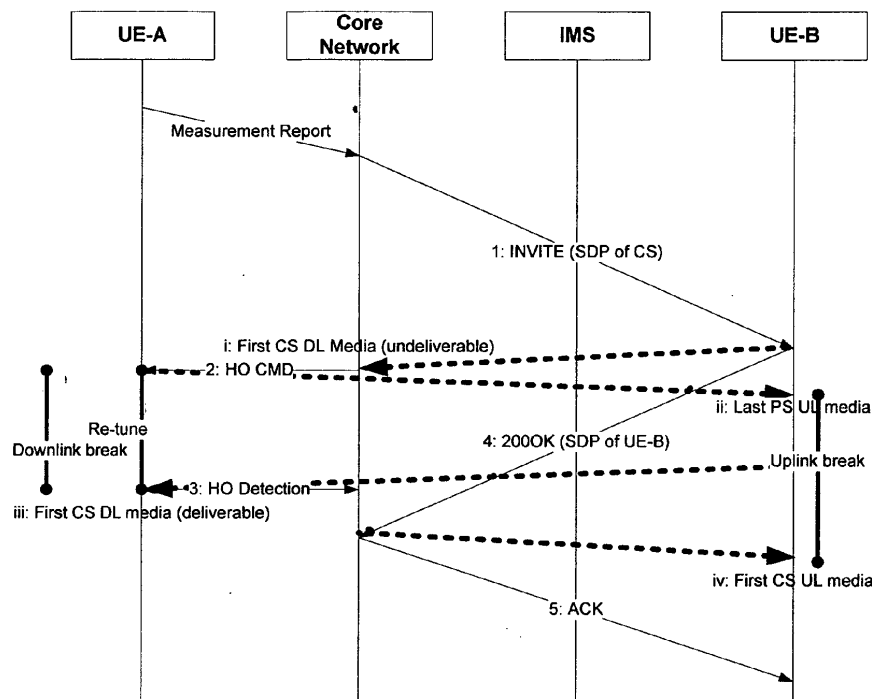 UE-A
Core
Network
IMS
UE-B
Measurement Report
1: INVITE (SDP of CS)
i: First CS DL Media (undeliverable)
2: HO CMD
ii: Last PS UL media
Re-tune
Downlink break
4: 200OK (SDP of UE-B)
Uplink break
3: HO Detection
iii: First CS DL media (deliverable)
iv: First CS UL media
5: ACK